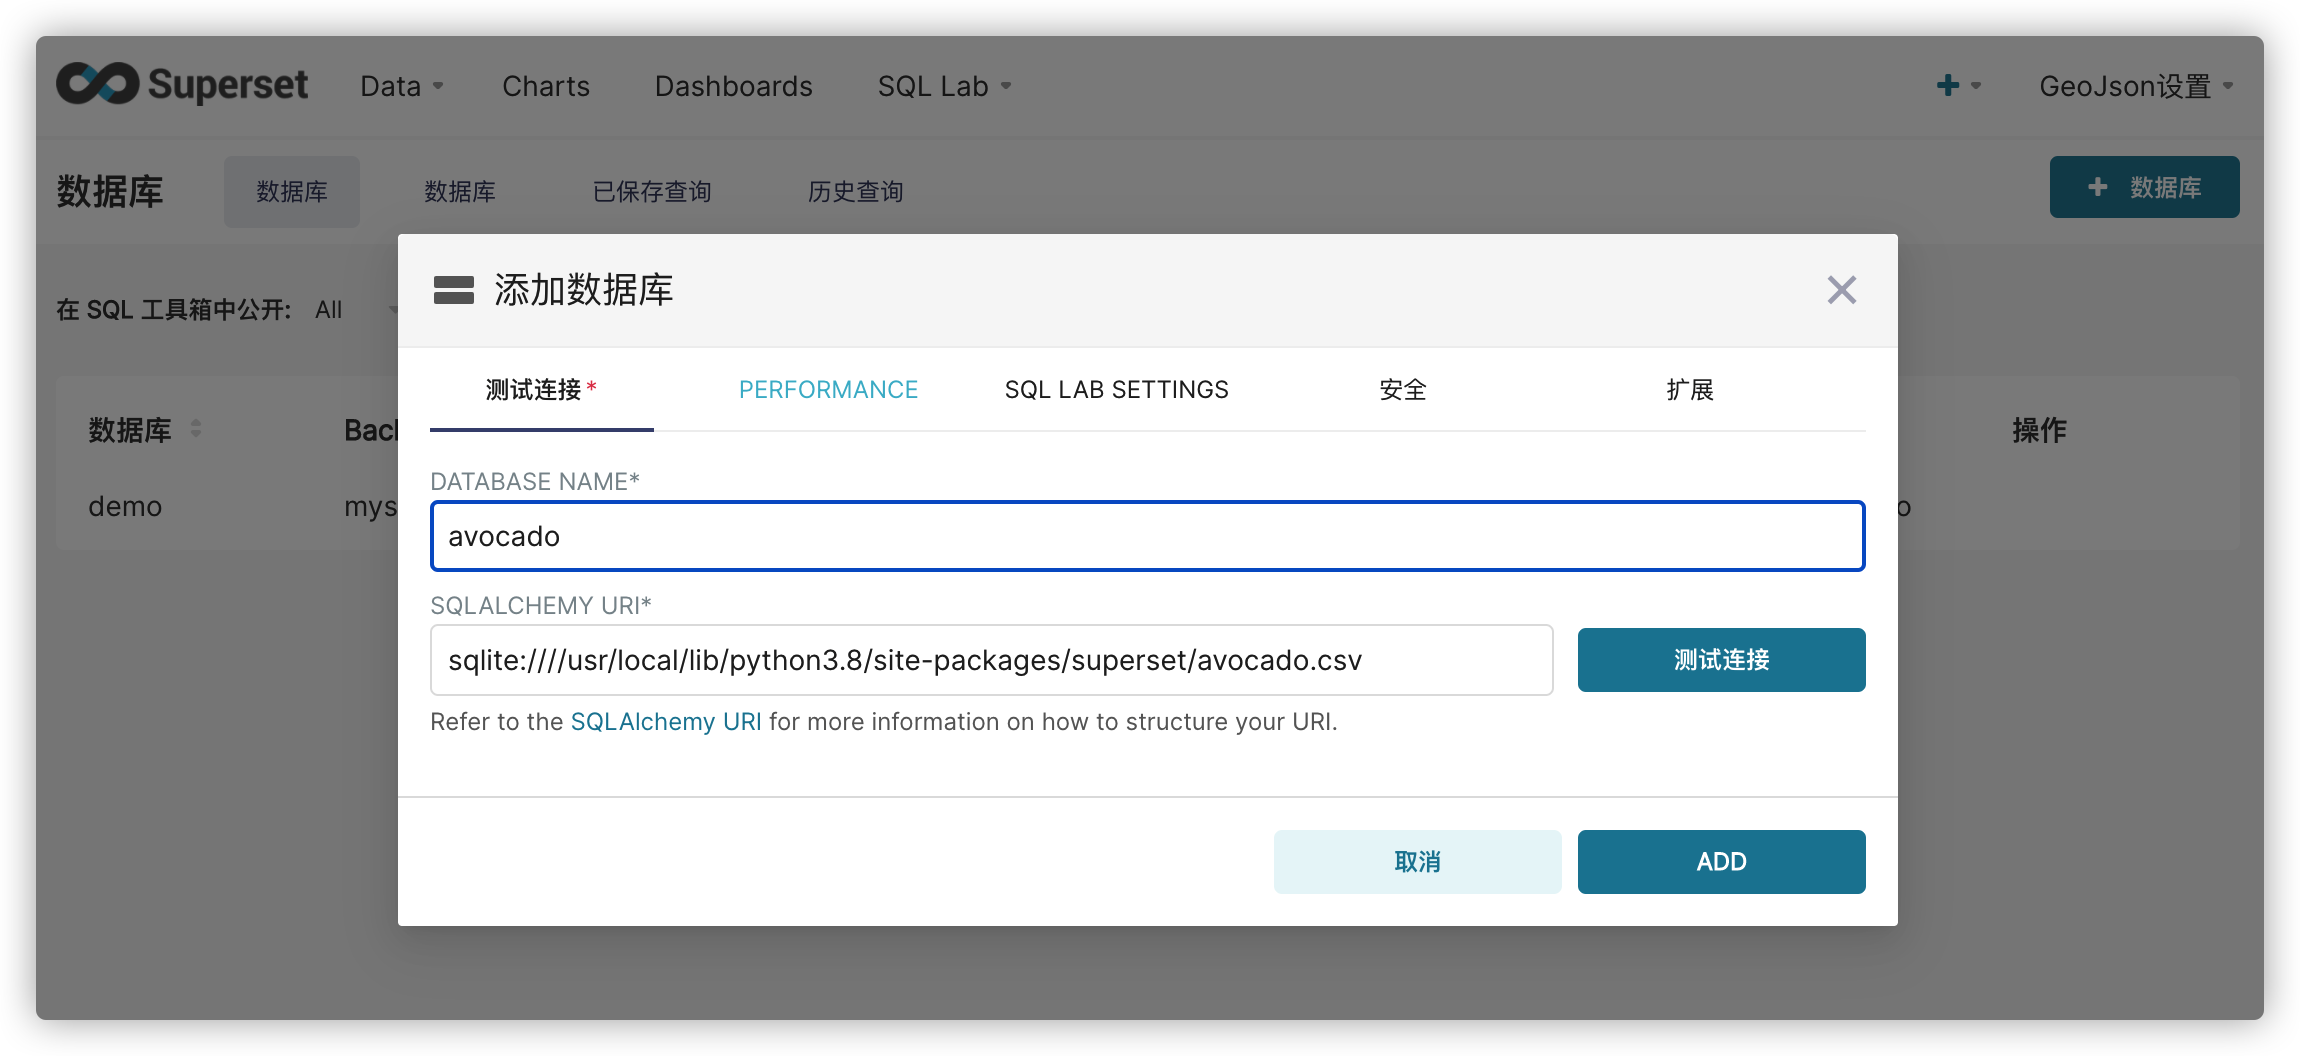 Superset Data Charts Dashboards SQL Lab GeoJson设置
数据库 数据库 数据库 已保存查询 历史查询 + 数据库
添加数据库
在 SQL 工具箱中公开: All
测试连接* PERFORMANCE SQL LAB SETTINGS 安全 扩展
数据库 操作
DATABASE NAME*
demo
avocado
SQLALCHEMY URI*
sqlite:////usr/local/lib/python3.8/site-packages/superset/avocado.csv 测试连接
Refer to the SQLAlchemy URI for more information on how to structure your URI.
取消 ADD